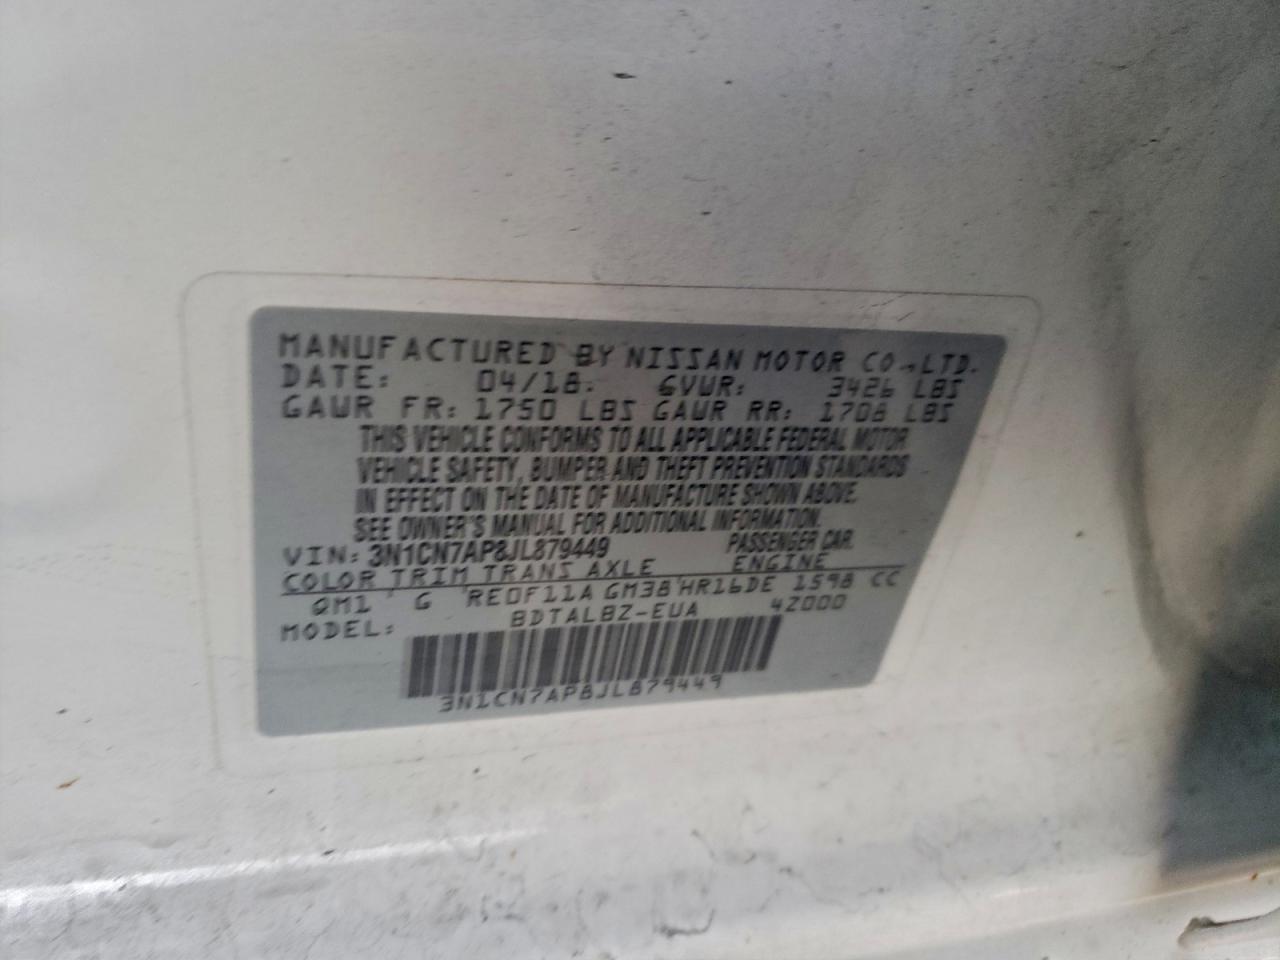 MANUFACTURED BY NISSAN MOTOR CO.,LTD.
DATE: 04/18 GVWR: 3426 LBS
GAWR FR: 1750 LBS GAWR RR: 1708 LBS
THIS VEHICLE CONFORMS TO ALL APPLICABLE FEDERAL MOTOR
VEHICLE SAFETY, BUMPER AND THEFT PREVENTION STANDARDS
IN EFFECT ON THE DATE OF MANUFACTURE SHOWN ABOVE.
SEE OWNER'S MANUAL FOR ADDITIONAL INFORMATION.
VIN: 3N1CN7AP8JL879449 PASSENGER CAR.
COLOR TRIM TRANS AXLE ENGINE
QM1 G RE0F11A GM38 HR16DE 1598 CC
MODEL: BDTALBZ-EUA 42000
3N1CN7AP8JL879449